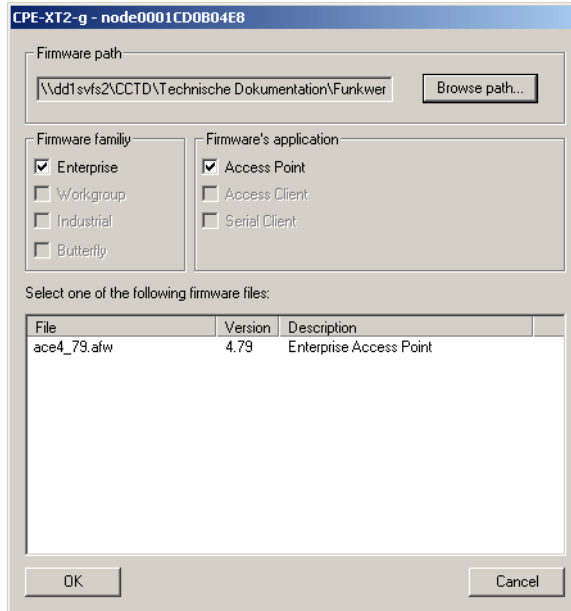 CPE-XT2-g - node0001CD0B04E8
Firmware path
\\dd1svfs2\CCTD\Technische Dokumentation\Funkwer
Browse path...
Firmware familiy
Firmware's application
Enterprise
Access Point
Workgroup
Access Client
Industrial
Serial Client
Butterfly
Select one of the following firmware files:
File Version Description
ace4_79.afw 4.79 Enterprise Access Point
OK Cancel